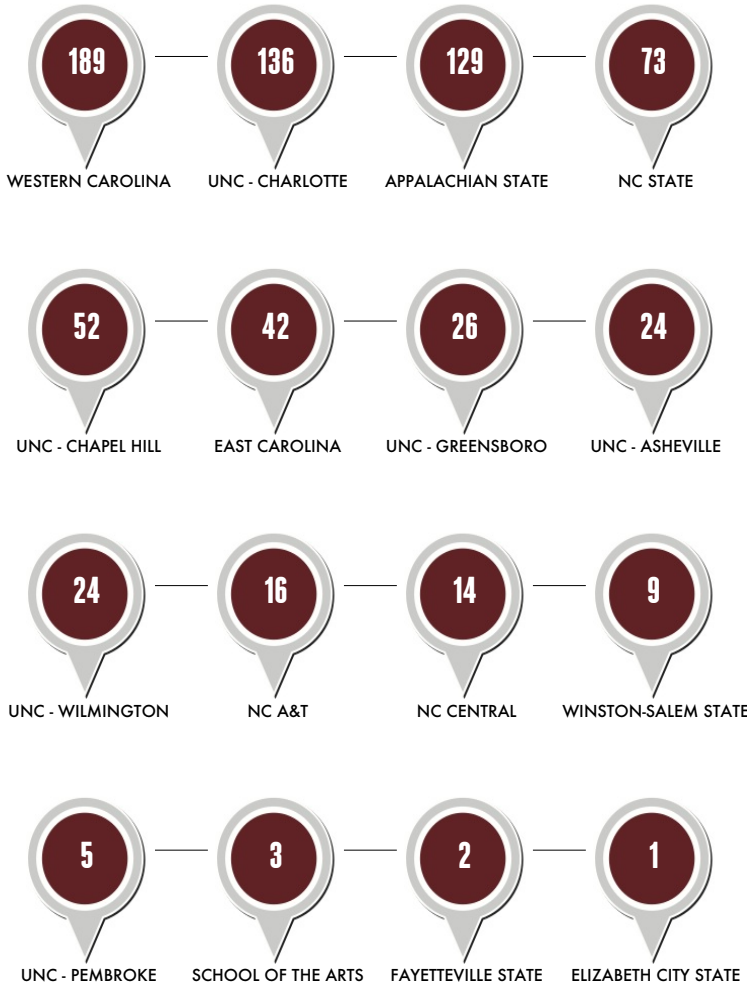 189 136 129 73
WESTERN CAROLINA UNC - CHARLOTTE APPALACHIAN STATE NC STATE
52 42 26 24
UNC - CHAPEL HILL EAST CAROLINA UNC - GREENSBORO UNC - ASHEVILLE
24 16 14 9
UNC - WILMINGTON NC A&T NC CENTRAL WINSTON-SALEM STATE
5 3 2 1
UNC - PEMBROKE SCHOOL OF THE ARTS FAYETTEVILLE STATE ELIZABETH CITY STATE